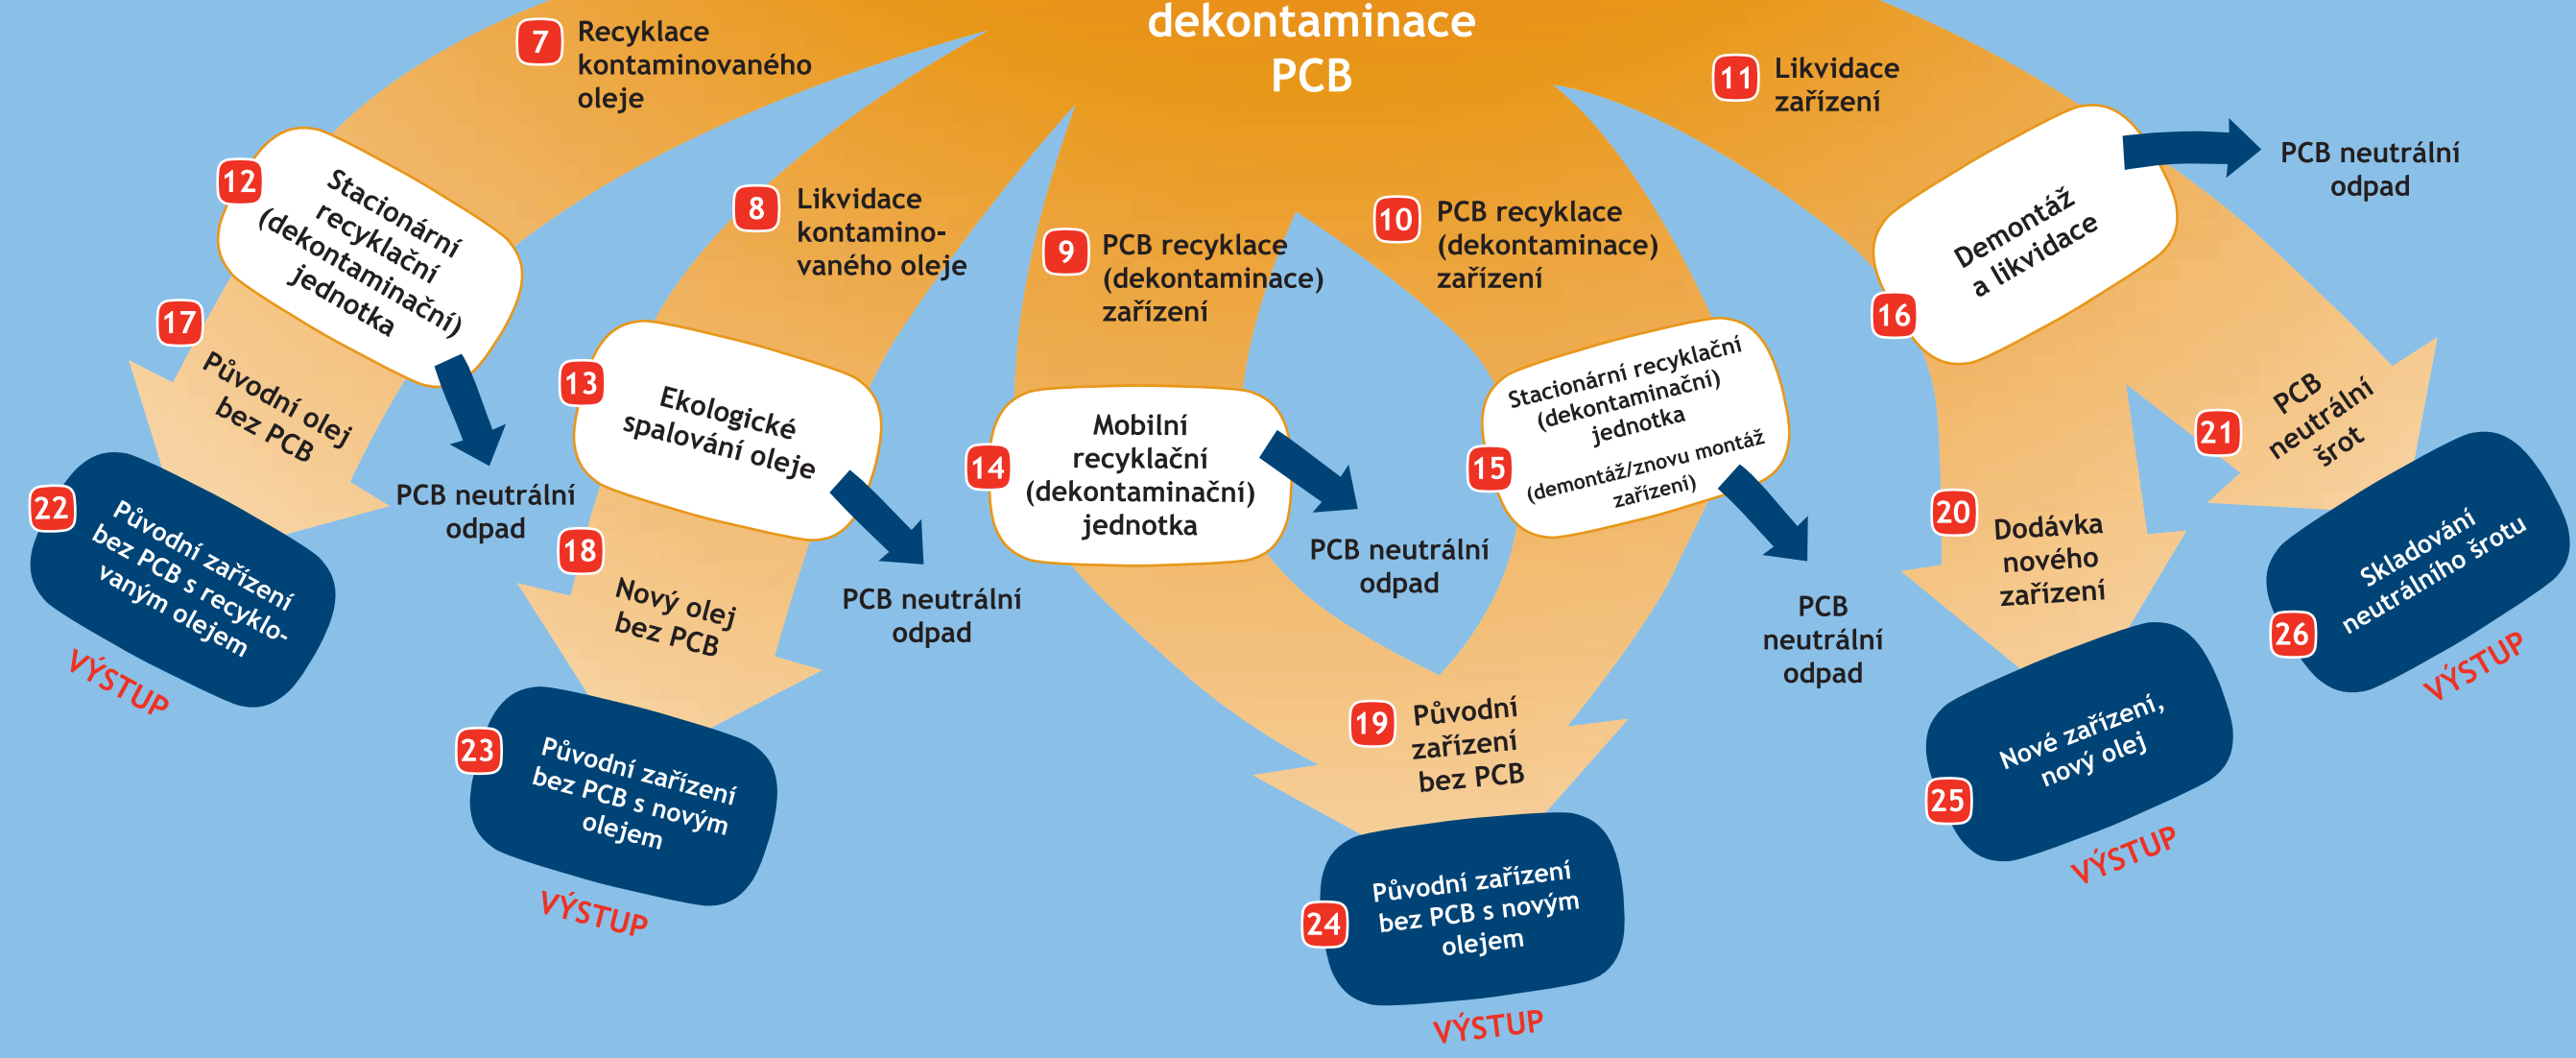 dekontaminace
PCB
7
Recyklace
kontaminovaného
oleje
11
Likvidace
zařízení
12
Stacionární
recyklační
(dekontaminační)
jednotka
8
Likvidace
kontamino-
vaného oleje
9
PCB recyklace
(dekontaminace)
zařízení
10
PCB recyklace
(dekontaminace)
zařízení
16
Demontáž
a likvidace
PCB neutrální
odpad
17
Původní olej
bez PCB
PCB neutrální
odpad
13
Ekologické
spalování oleje
PCB neutrální
odpad
14
Mobilní
recyklační
(dekontaminační)
jednotka
PCB neutrální
odpad
15
Stacionární recyklační
(dekontaminační)
jednotka
(demontáž/znovu montáž
zařízení)
PCB
neutrální
odpad
20
Dodávka
nového
zařízení
21
PCB
neutrální
šrot
22
Původní zařízení
bez PCB s recyklo-
vaným olejem
VÝSTUP
18
Nový olej
bez PCB
23
Původní zařízení
bez PCB s novým
olejem
VÝSTUP
19
Původní
zařízení
bez PCB
24
Původní zařízení
bez PCB s novým
olejem
VÝSTUP
25
Nové zařízení,
nový olej
VÝSTUP
26
Skladování
neutrálního šrotu
VÝSTUP